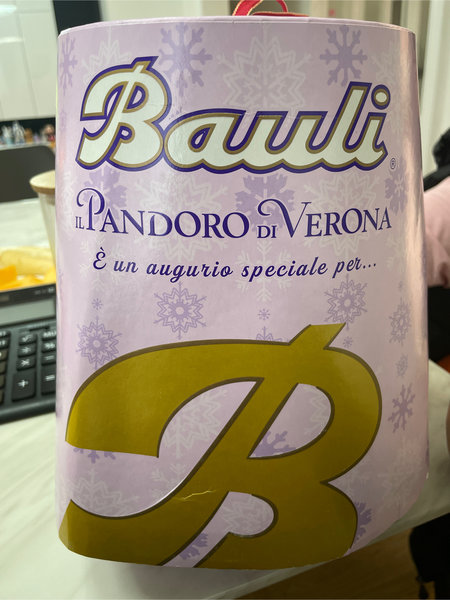 Bauli
®
IL PANDORO DI VERONA
È un augurio speciale per...
B